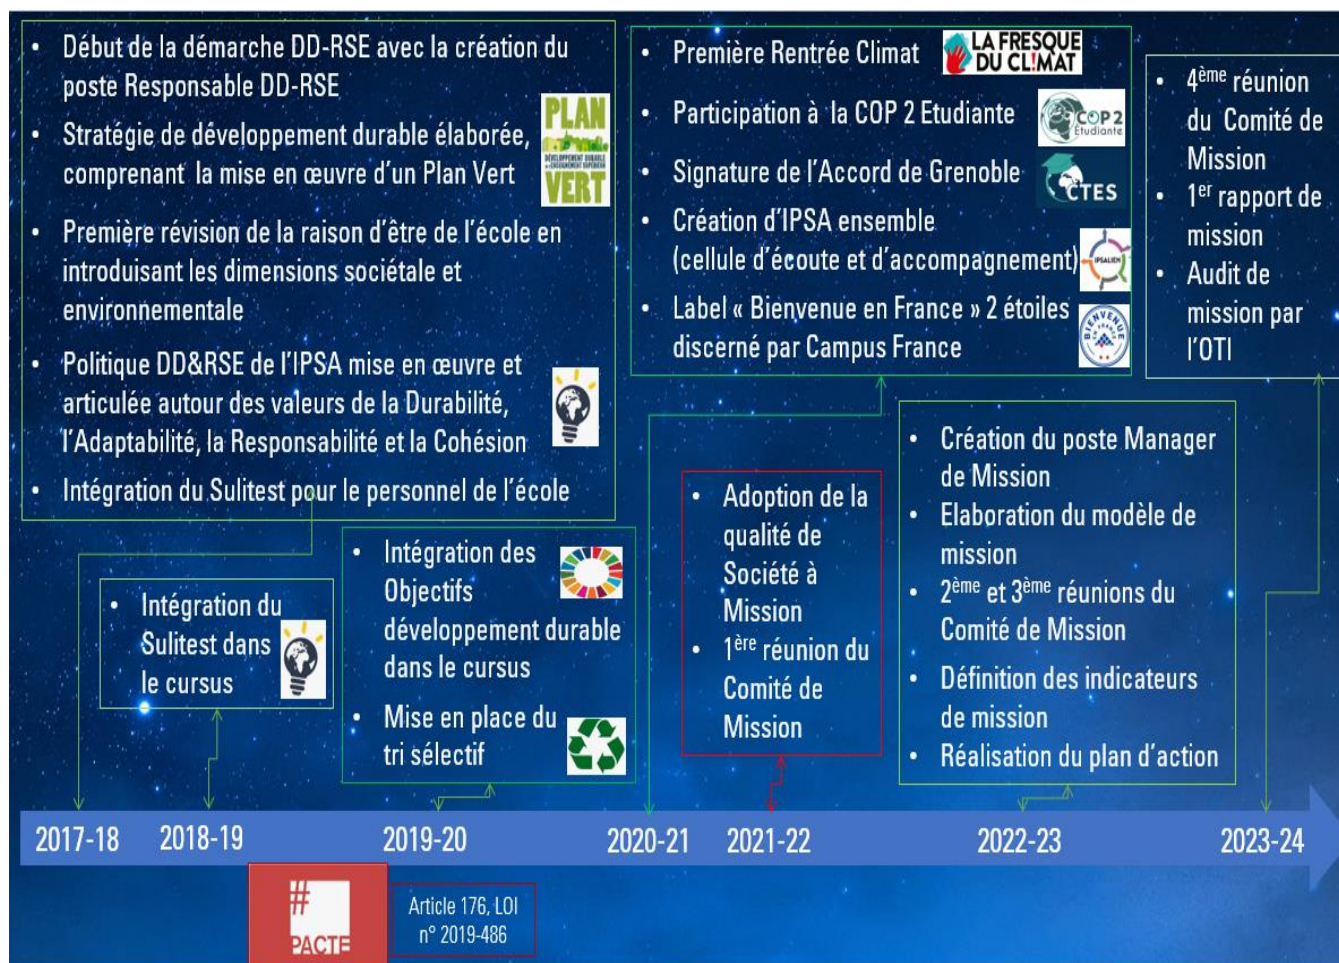 • Début de la démarche DD-RSE avec la création du
poste Responsable DD-RSE
• Stratégie de développement durable élaborée,
comprenant la mise en œuvre d'un Plan Vert
PLAN
DÉVELOPPEMENT DURABLE
VERT
• Première révision de la raison d'être de l'école en
introduisant les dimensions sociétale et
environnementale
• Politique DD&RSE de l'IPSA mise en œuvre et
articulée autour des valeurs de la Durabilité,
l'Adaptabilité, la Responsabilité et la Cohésion
• Intégration du Sulitest pour le personnel de l'école
• Première Rentrée Climat
LA FRESQUE
DU CL!MAT
• Participation à la COP 2 Etudiante
COP2
Étudiante
• Signature de l'Accord de Grenoble
CTES
• Création d'IPSA ensemble
(cellule d'écoute et d'accompagnement)
IPSALIEN
• Label « Bienvenue en France » 2 étoiles
discerné par Campus France
BIENVENUE
EN FRANCE
• 4ème réunion
du Comité de
Mission
• 1er rapport de
mission
• Audit de
mission par
l'OTI
• Intégration du
Sulitest dans
le cursus
• Intégration des
Objectifs
développement durable
dans le cursus
• Mise en place du
tri sélectif
• Adoption de la
qualité de
Société à
Mission
• 1ère réunion du
Comité de
Mission
• Création du poste Manager
de Mission
• Elaboration du modèle de
mission
• 2ème et 3ème réunions du
Comité de Mission
• Définition des indicateurs
de mission
• Réalisation du plan d'action
2017-18
2018-19
2019-20
2020-21
2021-22
2022-23
2023-24
#
PACTE
Article 176, LOI
n° 2019-486